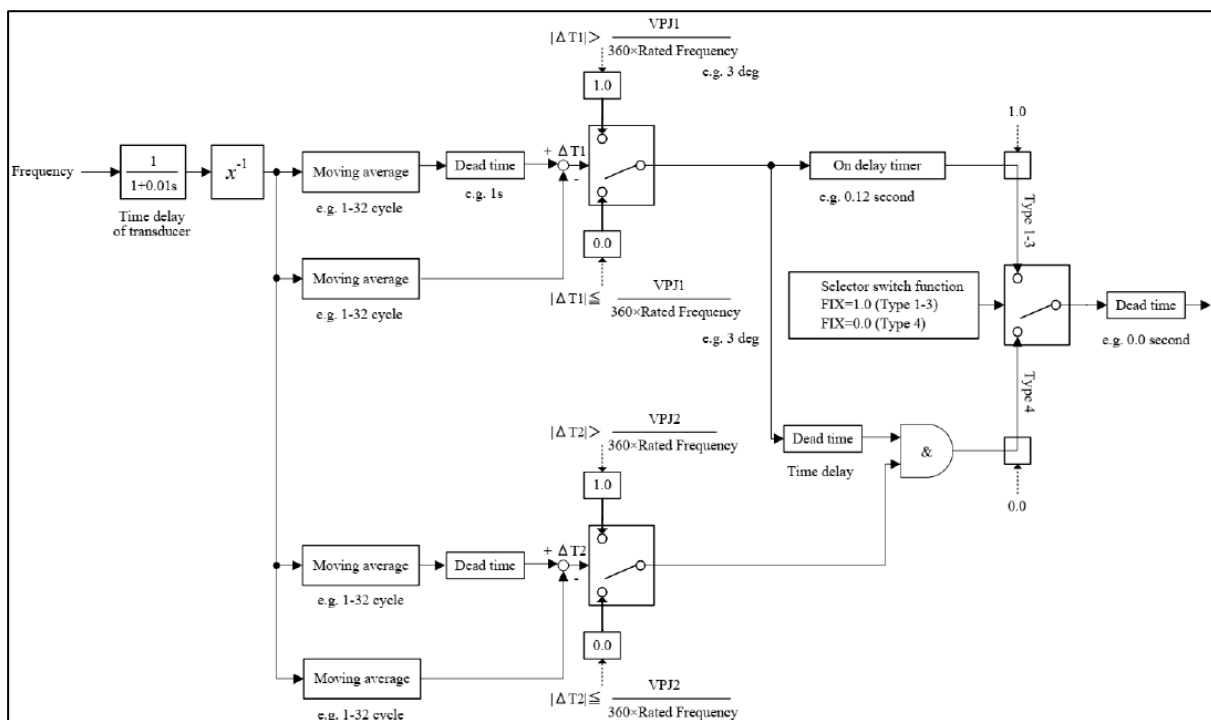 |ΔT1|> VPJ1
360×Rated Frequency
e.g. 3 deg
1.0
Frequency
1
1+0.01s
Time delay
of transducer
x⁻¹
Moving average
e.g. 1-32 cycle
Dead time
e.g. 1s
+ ΔT1
-
Moving average
e.g. 1-32 cycle
0.0
|ΔT1|≦ VPJ1
360×Rated Frequency
e.g. 3 deg
On delay timer
e.g. 0.12 second
1.0
Type 1-3
Selector switch function
FIX=1.0 (Type 1-3)
FIX=0.0 (Type 4)
Dead time
e.g. 0.0 second
Type 4
Dead time
Time delay
&
0.0
|ΔT2|> VPJ2
360×Rated Frequency
1.0
Moving average
e.g. 1-32 cycle
Dead time
+ ΔT2
-
Moving average
e.g. 1-32 cycle
0.0
|ΔT2|≦ VPJ2
360×Rated Frequency